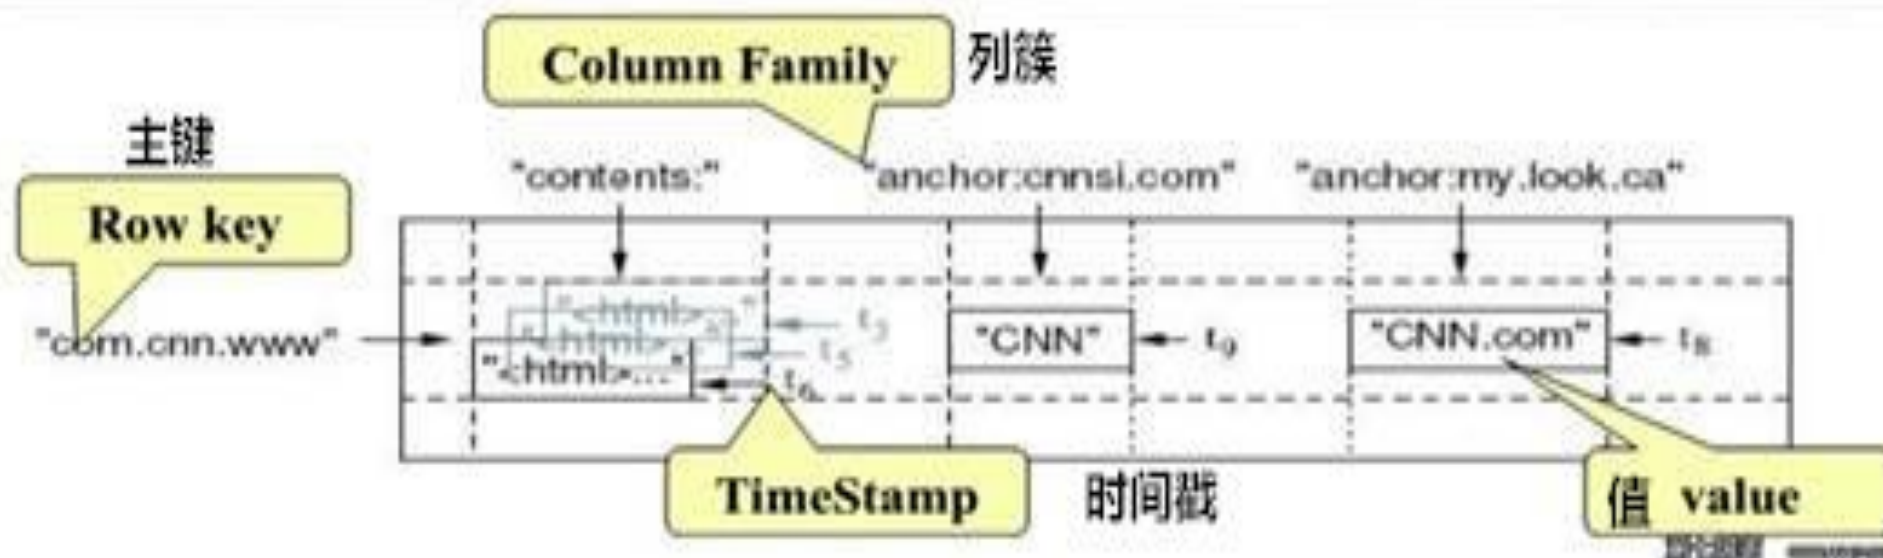 Column Family 列簇
主键
Row key
"contents:" "anchor:cnnsi.com" "anchor:my.look.ca"
"com.cnn.www"
"<html>..." t3
"<html>..." t5
"<html>..." t6
"CNN" t9
"CNN.com" t8
TimeStamp 时间戳
值 value